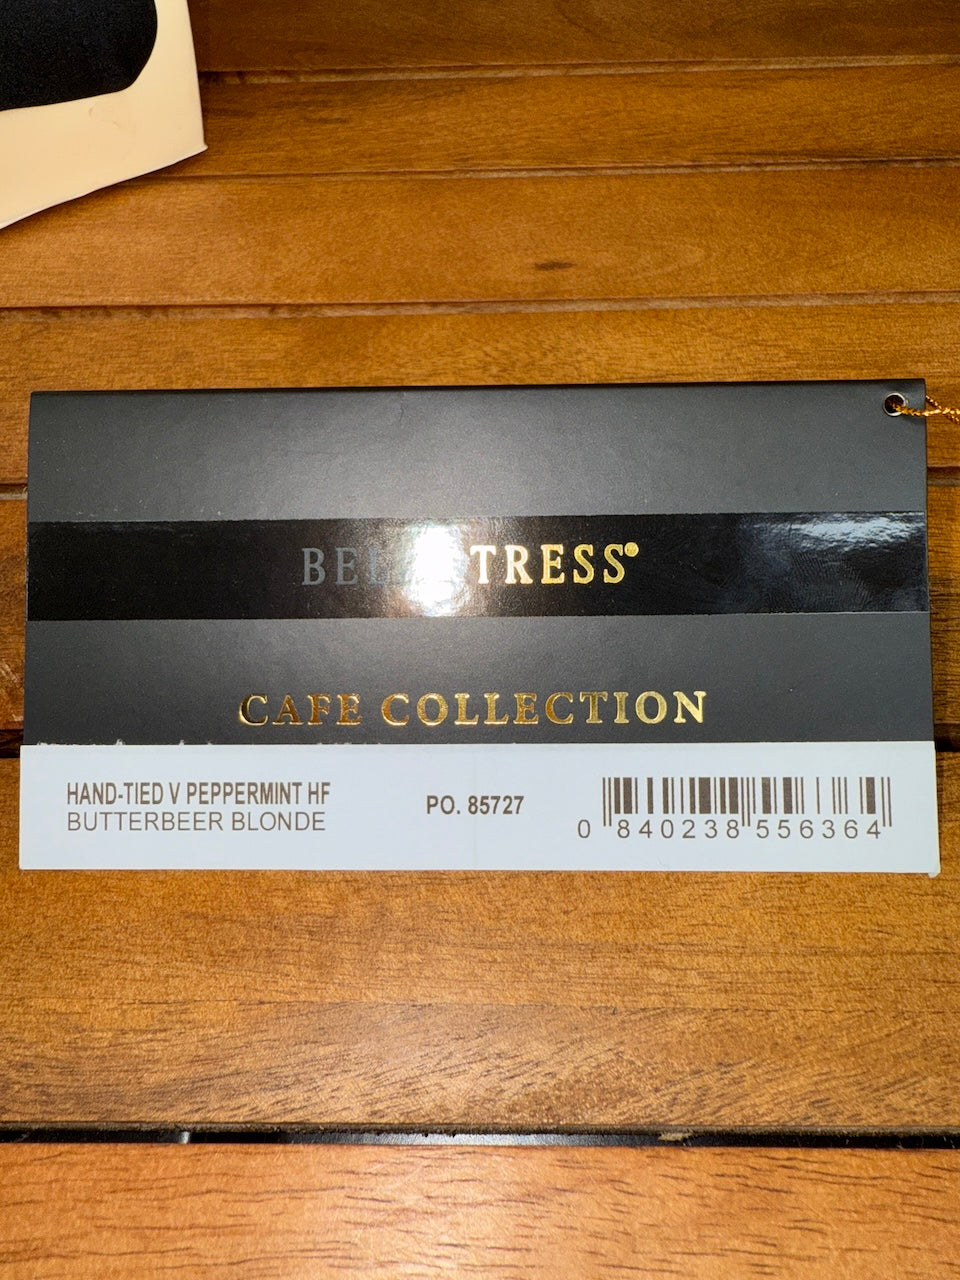 TRESS®
CAFE COLLECTION
HAND-TIED V PEPPERMINT HF
BUTTERBEER BLONDE
PO. 85727
0 840238 556364